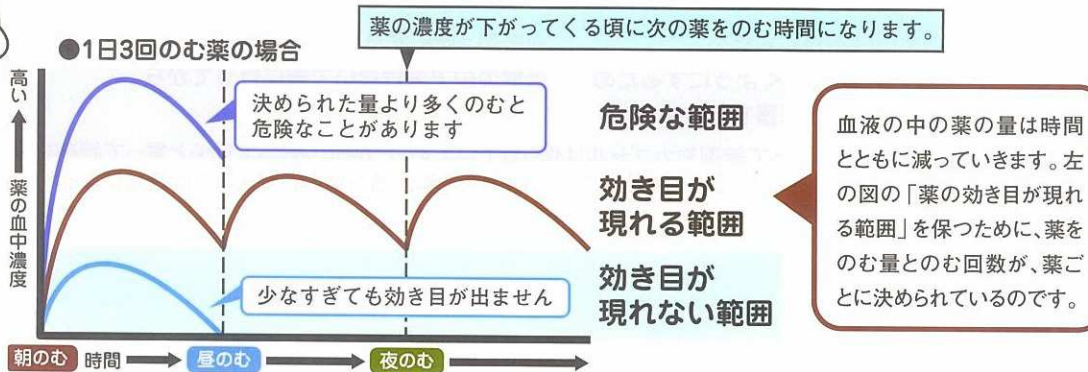 薬の濃度が下がってくる頃に次の薬をのむ時間になります。
●1日3回のむ薬の場合
高い
薬の血中濃度
決められた量より多くのむと
危険なことがあります
少なすぎても効き目が出ません
危険な範囲
効き目が
現れる範囲
効き目が
現れない範囲
朝のむ 時間 昼のむ 夜のむ
血液の中の薬の量は時間
とともに減っていきます。左
の図の「薬の効き目が現れ
る範囲」を保つために、薬を
のむ量とのむ回数が、薬ご
とに決められているのです。